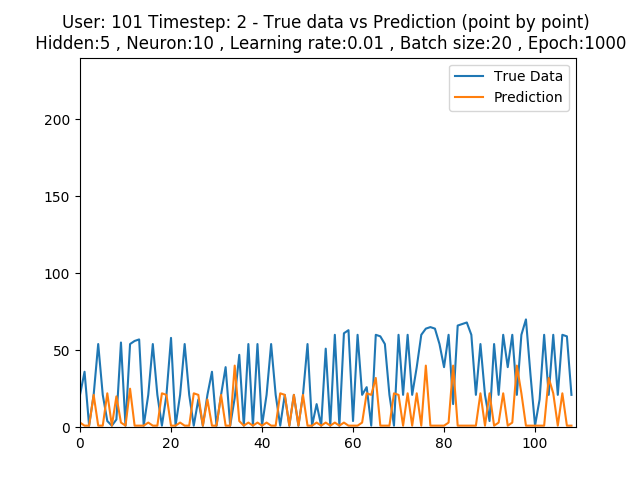 User: 101 Timestep: 2 - True data vs Prediction (point by point)
Hidden:5 , Neuron:10 , Learning rate:0.01 , Batch size:20 , Epoch:1000
True Data
Prediction
200
150
100
50
0
0 20 40 60 80 100